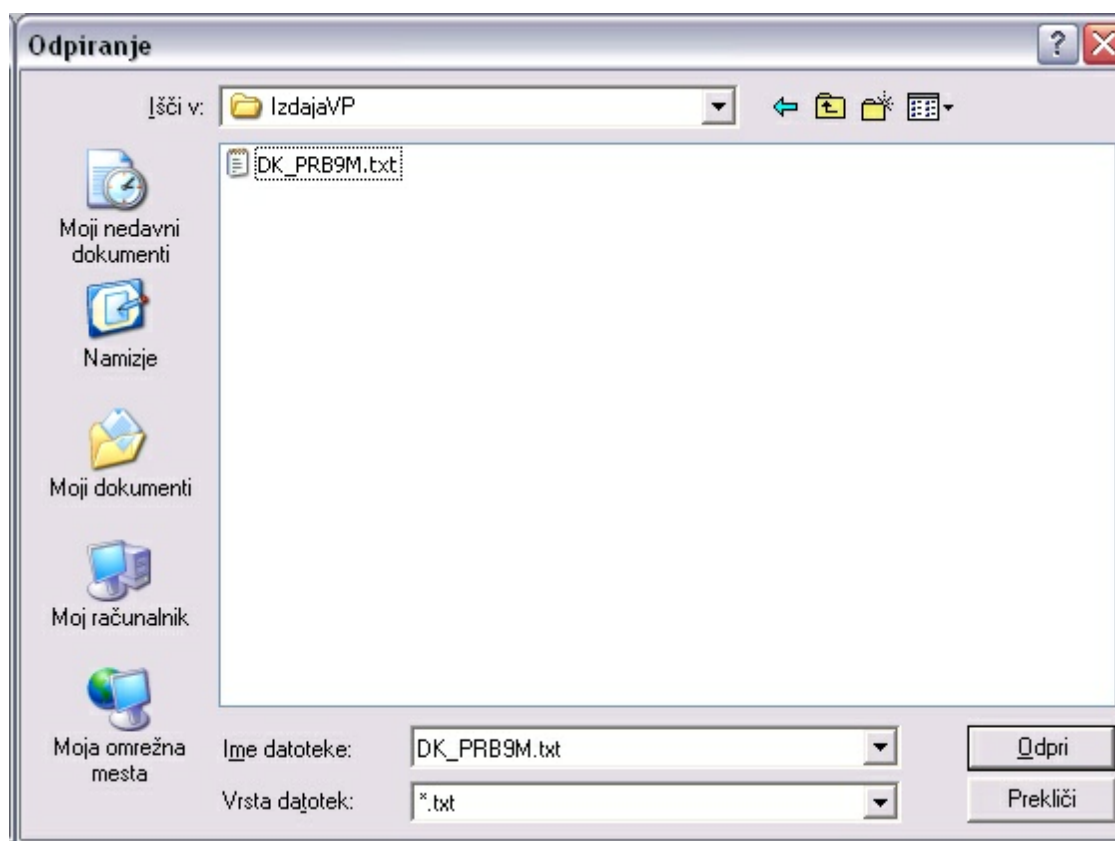 Odpiranje
Išči v:
IzdajaVP
DK_PRB9M.txt
Moji nedavni
dokumenti
Namizje
Moji dokumenti
Moj računalnik
Moja omrežna
mesta
Ime datoteke:
DK_PRB9M.txt
Odpri
Vrsta datotek:
*.txt
Prekliči